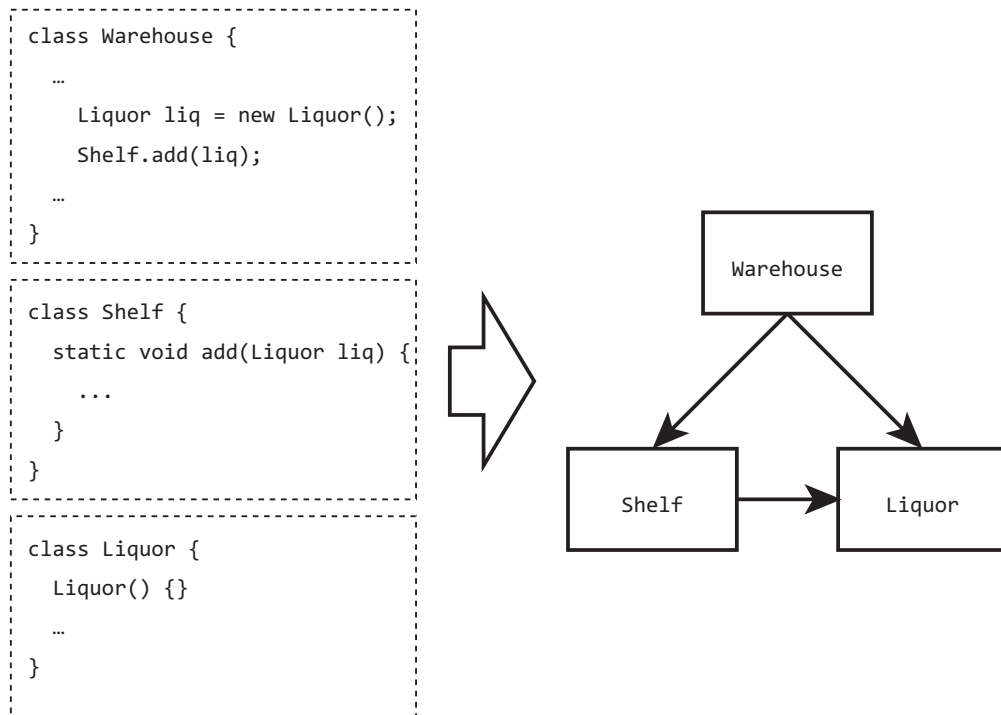 class Warehouse {
…
Liquor liq = new Liquor();
Shelf.add(liq);
…
}
class Shelf {
static void add(Liquor liq) {
...
}
}
class Liquor {
Liquor() {}
…
}
Warehouse
Shelf
Liquor